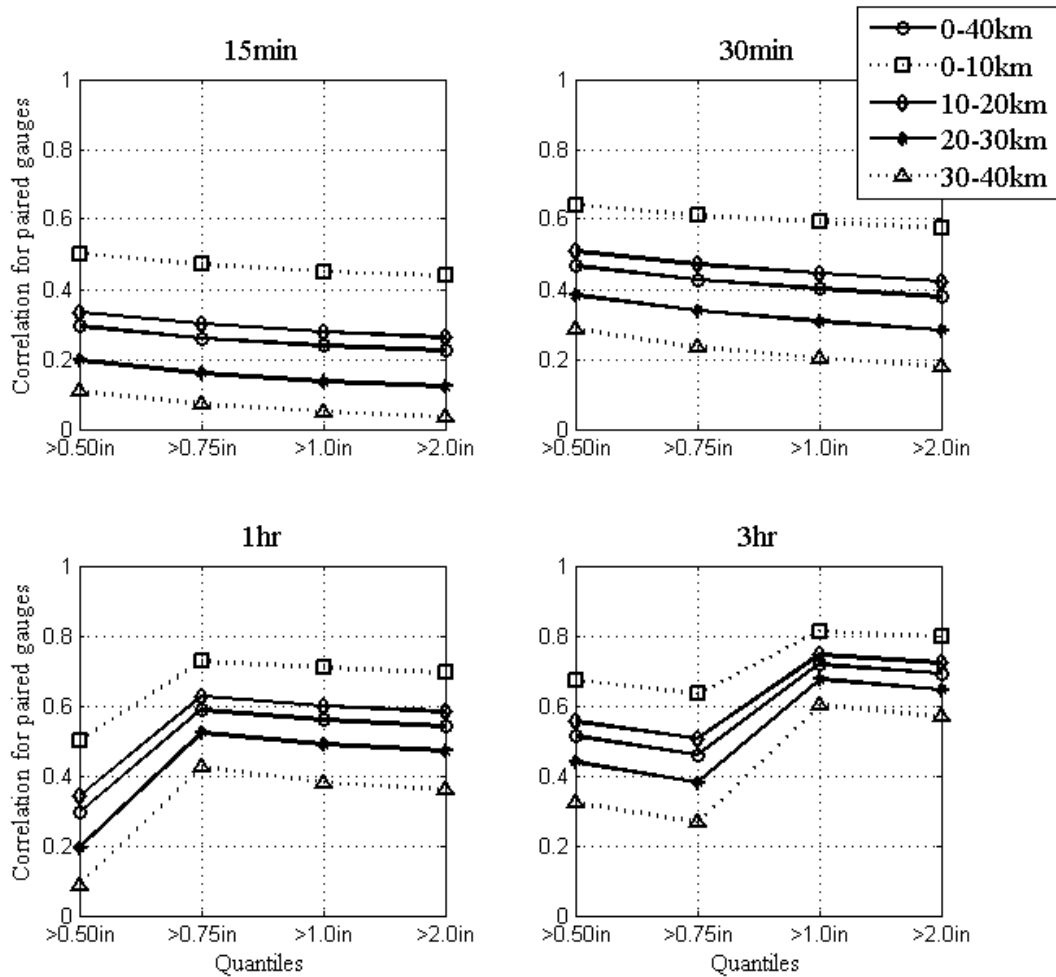 0-40km
0-10km
10-20km
20-30km
30-40km
15min
Correlation for paired gauges
1
0.8
0.6
0.4
0.2
0
>0.50in >0.75in >1.0in >2.0in
30min
1
0.8
0.6
0.4
0.2
0
>0.50in >0.75in >1.0in >2.0in
1hr
Correlation for paired gauges
1
0.8
0.6
0.4
0.2
0
>0.50in >0.75in >1.0in >2.0in
Quantiles
3hr
1
0.8
0.6
0.4
0.2
0
>0.50in >0.75in >1.0in >2.0in
Quantiles